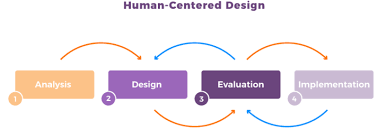 Human-Centered Design
Analysis
Design
Evaluation
Implementation
1
2
3
4